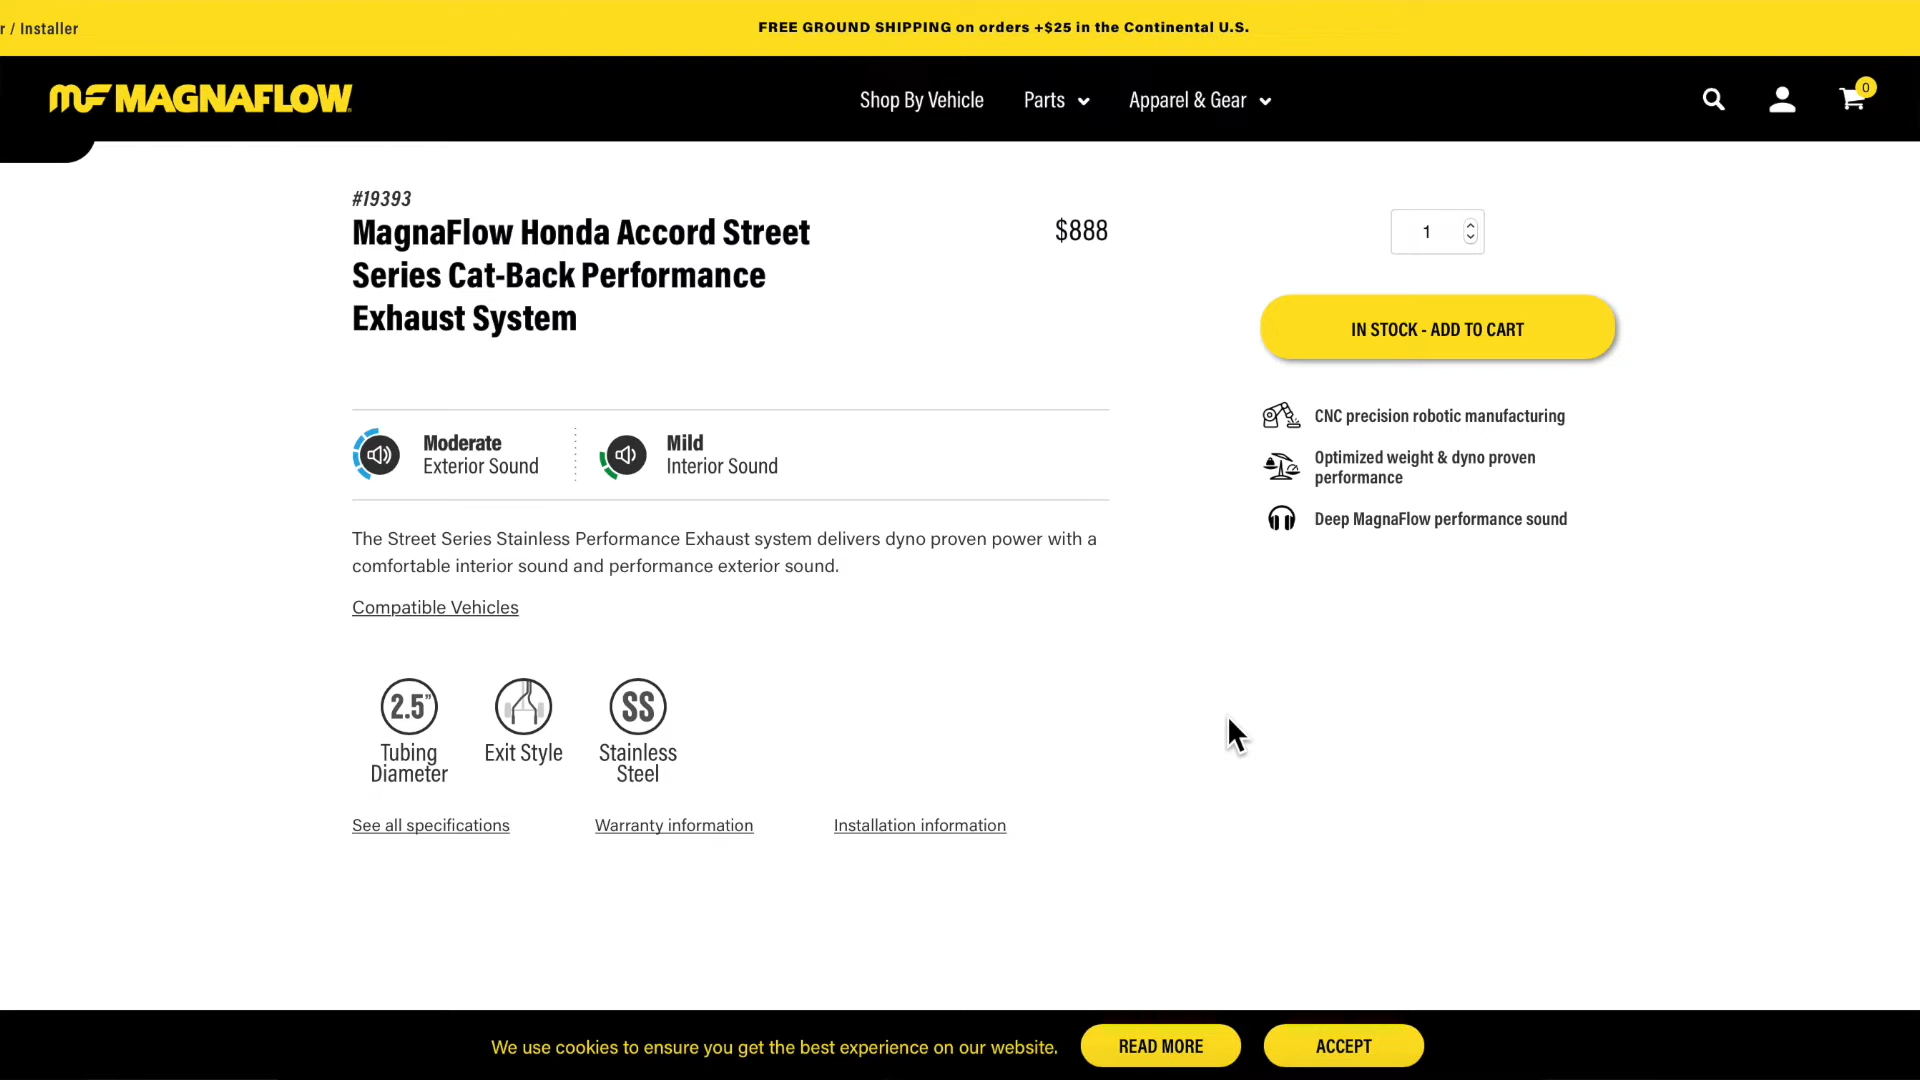 r / Installer
FREE GROUND SHIPPING on orders +$25 in the Continental U.S.
MF MAGNAFLOW
Shop By Vehicle
Parts
Apparel & Gear
0
#19393
MagnaFlow Honda Accord Street
Series Cat-Back Performance
Exhaust System
$888
1
IN STOCK - ADD TO CART
Moderate
Exterior Sound
Mild
Interior Sound
CNC precision robotic manufacturing
Optimized weight & dyno proven
performance
Deep MagnaFlow performance sound
The Street Series Stainless Performance Exhaust system delivers dyno proven power with a
comfortable interior sound and performance exterior sound.
Compatible Vehicles
2.5"
Tubing
Diameter
Exit Style
SS
Stainless
Steel
See all specifications
Warranty information
Installation information
We use cookies to ensure you get the best experience on our website.
READ MORE
ACCEPT